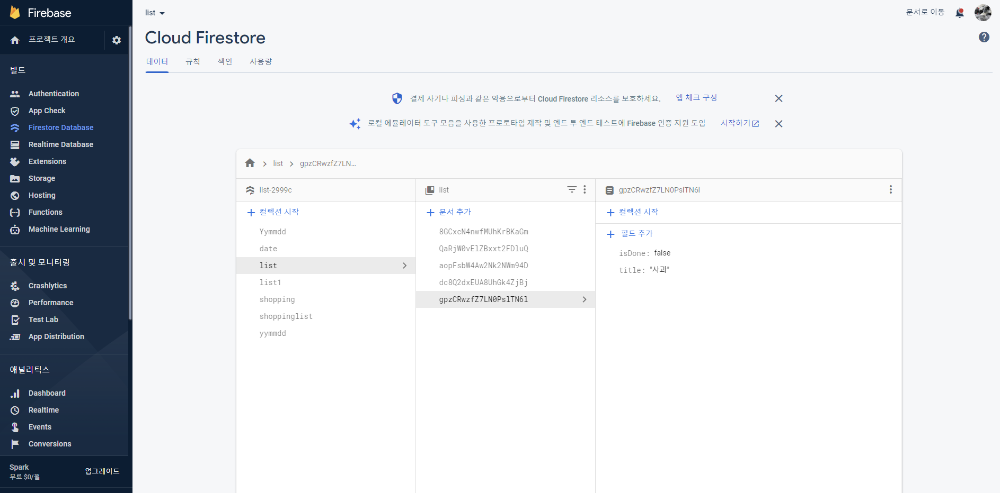 Firebase
프로젝트 개요
빌드
Authentication
App Check
Firestore Database
Realtime Database
Extensions
Storage
Hosting
Functions
Machine Learning
출시 및 모니터링
Crashlytics
Performance
Test Lab
App Distribution
애널리틱스
Dashboard
Realtime
Events
Conversions
Spark
무료 $0/월
업그레이드
list
문서로 이동
Cloud Firestore
데이터 규칙 색인 사용량
결제 사기나 피싱과 같은 악용으로부터 Cloud Firestore 리소스를 보호하세요. 앱 체크 구성
로컬 에뮬레이터 도구 모음을 사용한 프로토타입 제작 및 엔드 투 엔드 테스트에 Firebase 인증 지원 도입 시작하기
list gpzCRwzfZ7LN...
list-2999c
컬렉션 시작
Yymmdd
date
list
list1
shopping
shoppinglist
yymmdd
list
문서 추가
8GCxcN4nwfMUhKrBKaGm
QaRjW0vElZBxxt2FDluQ
aopFsbW4Aw2Nk2NWm94D
dc8Q2dxEUA8UhGk4ZjBj
gpzCRwzfZ7LN0PslTN6l
gpzCRwzfZ7LN0PslTN6l
컬렉션 시작
필드 추가
isDone: false
title: "사과"